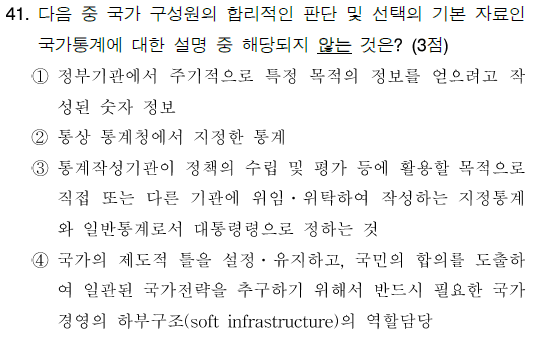 41. 다음 중 국가 구성원의 합리적인 판단 및 선택의 기본 자료인
국가통계에 대한 설명 중 해당되지 않는 것은? (3점)
① 정부기관에서 주기적으로 특정 목적의 정보를 얻으려고 작
성된 숫자 정보
② 통상 통계청에서 지정한 통계
③ 통계작성기관이 정책의 수립 및 평가 등에 활용할 목적으로
직접 또는 다른 기관에 위임·위탁하여 작성하는 지정통계
와 일반통계로서 대통령령으로 정하는 것
④ 국가의 제도적 틀을 설정·유지하고, 국민의 합의를 도출하
여 일관된 국가전략을 추구하기 위해서 반드시 필요한 국가
경영의 하부구조(soft infrastructure)의 역할담당